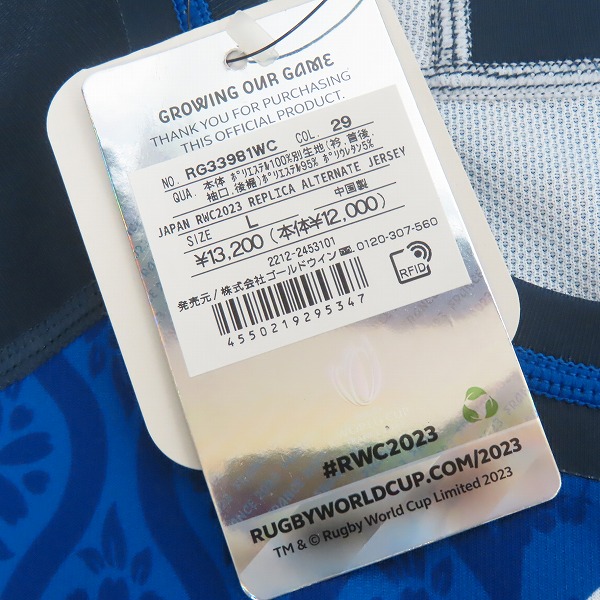 GROWING OUR GAME
THANK YOU FOR PURCHASING
THIS OFFICIAL PRODUCT.
NO. RG33981WC COL. 29
QUA. 本体 ポリエステル100%別生地(衿、肩後、
袖口、後裾)ポリエステル95% ポリウレタン5%
JAPAN RWC2023 REPLICA ALTERNATE JERSEY
SIZE L 中国製
¥13,200(本体¥12,000)
2212-2453101
発売元/株式会社ゴールドウイン 0120-307-560
4550219295347
RFID
#RWC2023
RUGBYWORLDCUP.COM/2023
TM & © Rugby World Cup Limited 2023